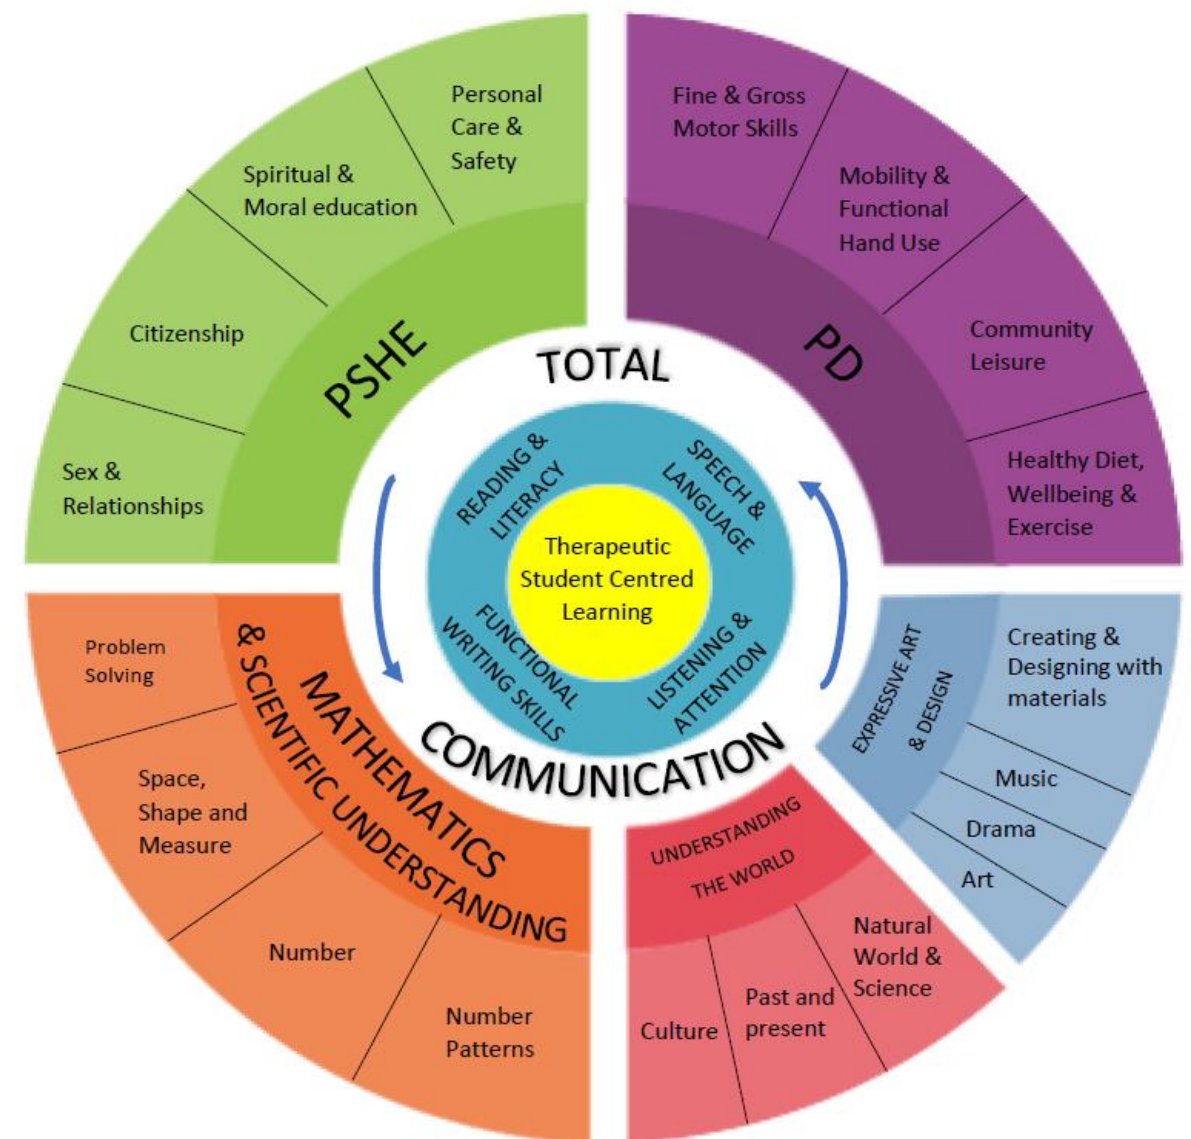 Personal
Care &
Safety
Spiritual &
Moral education
Citizenship
Sex &
Relationships
PSHE
Fine & Gross
Motor Skills
Mobility &
Functional
Hand Use
Community
Leisure
Healthy Diet,
Wellbeing &
Exercise
PD
TOTAL
COMMUNICATION
READING &
LITERACY
SPEECH &
LANGUAGE
Therapeutic
Student Centred
Learning
FUNCTIONAL
WRITING SKILLS
LISTENING &
ATTENTION
Problem
Solving
Space,
Shape and
Measure
Number
Number
Patterns
MATHEMATICS
& SCIENTIFIC UNDERSTANDING
UNDERSTANDING
THE WORLD
Culture
Past and
present
Natural
World &
Science
EXPRESSIVE ART
& DESIGN
Creating &
Designing with
materials
Music
Drama
Art